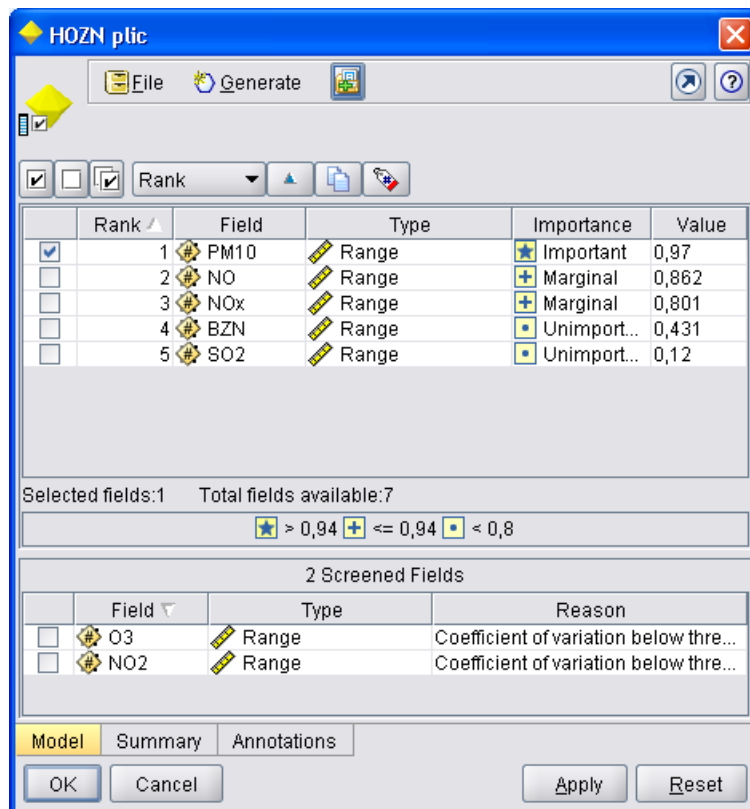 HOZN plic
File Generate
Rank
Rank Field Type Importance Value
1 PM10 Range Important 0,97
2 NO Range Marginal 0,862
3 NOx Range Marginal 0,801
4 BZN Range Unimport... 0,431
5 SO2 Range Unimport... 0,12
Selected fields:1 Total fields available:7
> 0,94 <= 0,94 < 0,8
2 Screened Fields
Field Type Reason
O3 Range Coefficient of variation below thre...
NO2 Range Coefficient of variation below thre...
Model Summary Annotations
OK Cancel Apply Reset